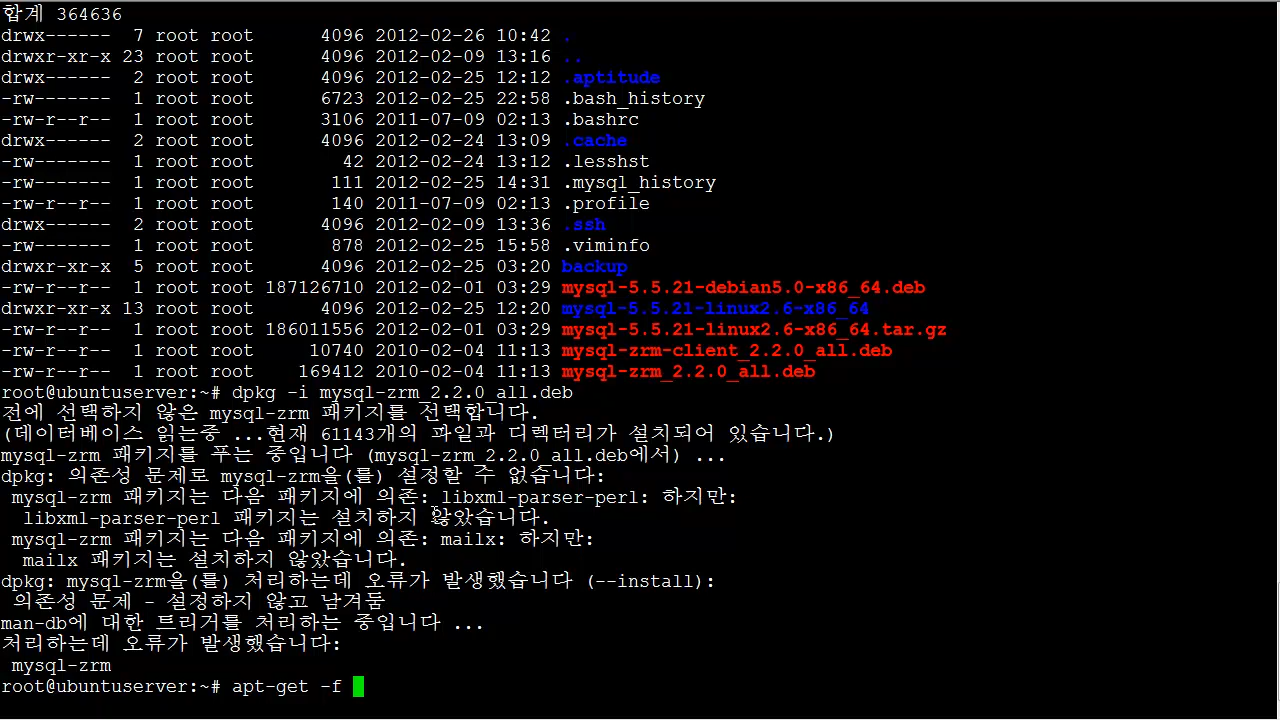 합계 364636
drwx------  7 root root      4096 2012-02-26 10:42 .
drwxr-xr-x 23 root root      4096 2012-02-09 13:16 ..
drwx------  2 root root      4096 2012-02-25 12:12 .aptitude
-rw-------  1 root root      6723 2012-02-25 22:58 .bash_history
-rw-r--r--  1 root root      3106 2011-07-09 02:13 .bashrc
drwx------  2 root root      4096 2012-02-24 13:09 .cache
-rw-------  1 root root        42 2012-02-24 13:12 .lesshst
-rw-------  1 root root       111 2012-02-25 14:31 .mysql_history
-rw-r--r--  1 root root       140 2011-07-09 02:13 .profile
drwx------  2 root root      4096 2012-02-09 13:36 .ssh
-rw-------  1 root root       878 2012-02-25 15:58 .viminfo
drwxr-xr-x  5 root root      4096 2012-02-25 03:20 backup
-rw-r--r--  1 root root 187126710 2012-02-01 03:29 mysql-5.5.21-debian5.0-x86_64.deb
drwxr-xr-x 13 root root      4096 2012-02-25 12:20 mysql-5.5.21-linux2.6-x86_64
-rw-r--r--  1 root root 186011556 2012-02-01 03:29 mysql-5.5.21-linux2.6-x86_64.tar.gz
-rw-r--r--  1 root root     10740 2010-02-04 11:13 mysql-zrm-client_2.2.0_all.deb
-rw-r--r--  1 root root    169412 2010-02-04 11:13 mysql-zrm_2.2.0_all.deb
root@ubuntuserver:~# dpkg -i mysql-zrm_2.2.0_all.deb
전에 선택하지 않은 mysql-zrm 패키지를 선택합니다.
(데이터베이스 읽는중 ...현재 61143개의 파일과 디렉터리가 설치되어 있습니다.)
mysql-zrm 패키지를 푸는 중입니다 (mysql-zrm_2.2.0_all.deb에서) ...
dpkg: 의존성 문제로 mysql-zrm을(를) 설정할 수 없습니다:
 mysql-zrm 패키지는 다음 패키지에 의존: libxml-parser-perl: 하지만:
  libxml-parser-perl 패키지는 설치하지 않았습니다.
 mysql-zrm 패키지는 다음 패키지에 의존: mailx: 하지만:
  mailx 패키지는 설치하지 않았습니다.
dpkg: mysql-zrm을(를) 처리하는데 오류가 발생했습니다 (--install):
 의존성 문제 - 설정하지 않고 남겨둠
man-db에 대한 트리거를 처리하는 중입니다 ...
처리하는데 오류가 발생했습니다:
 mysql-zrm
root@ubuntuserver:~# apt-get -f